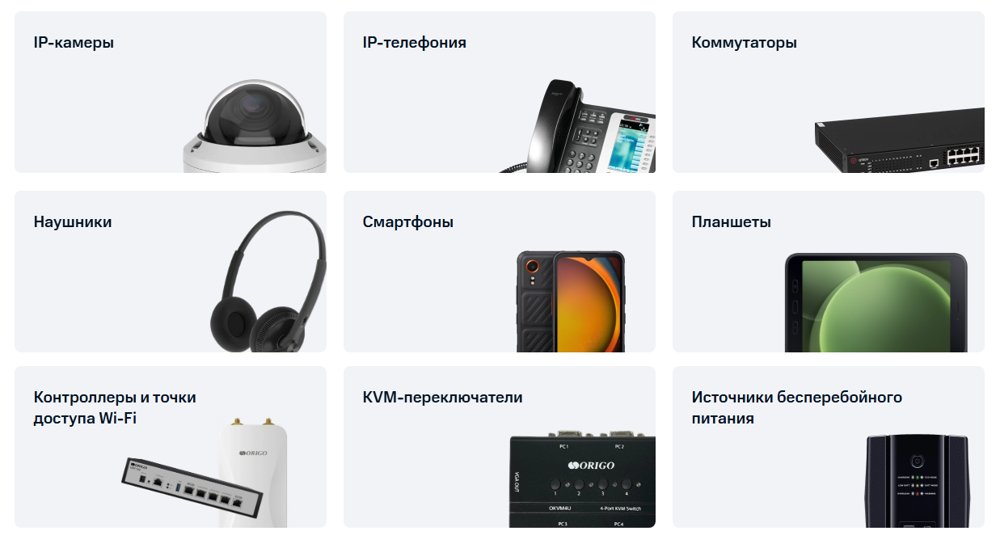 IP-камеры
IP-телефония
Коммутаторы
Наушники
Смартфоны
Планшеты
Контроллеры и точки
доступа Wi-Fi
ORIGO
ORIGO
KVM-переключатели
PC1 PC2
ORIGO
VGA OUT
1 2 3 4
OKVM4U 4-Port KVM Switch
PC3 PC4
Источники бесперебойного
питания